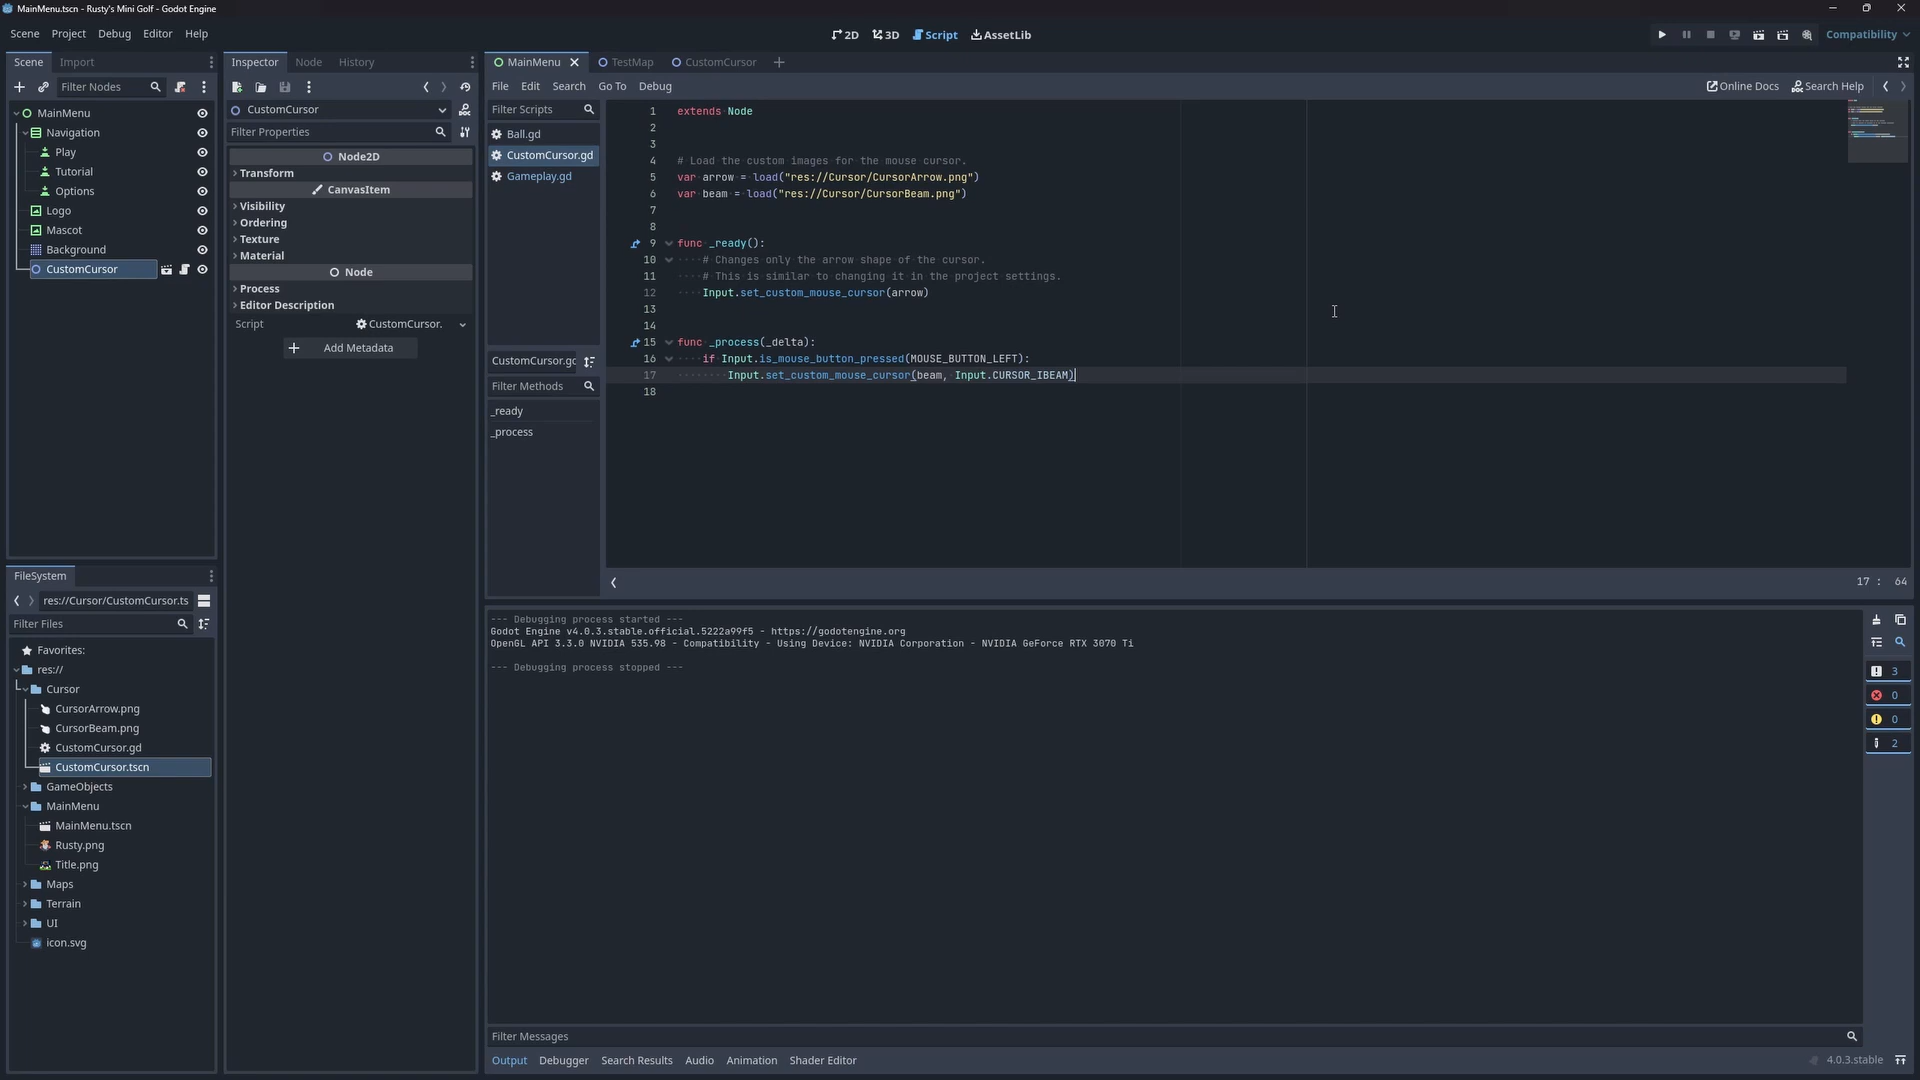 MainMenu.tscn - Rusty's Mini Golf - Godot Engine
Scene Project Debug Editor Help
2D 3D Script AssetLib
Compatibility
Scene Import
Filter Nodes
MainMenu
Navigation
Play
Tutorial
Options
Logo
Mascot
Background
CustomCursor
Inspector Node History
CustomCursor
Filter Properties
Node2D
Transform
CanvasItem
Visibility
Ordering
Texture
Material
Node
Process
Editor Description
Script CustomCursor.
Add Metadata
MainMenu TestMap CustomCursor
File Edit Search Go To Debug
Online Docs Search Help
Filter Scripts
Ball.gd
CustomCursor.gd
Gameplay.gd
CustomCursor.gd
Filter Methods
_ready
_process
1 extends Node
2
3
4 # Load the custom images for the mouse cursor.
5 var arrow = load("res://Cursor/CursorArrow.png")
6 var beam = load("res://Cursor/CursorBeam.png")
7
8
9 func _ready():
10 # Changes only the arrow shape of the cursor.
11 # This is similar to changing it in the project settings.
12 Input.set_custom_mouse_cursor(arrow)
13
14
15 func _process(_delta):
16 if Input.is_mouse_button_pressed(MOUSE_BUTTON_LEFT):
17 Input.set_custom_mouse_cursor(beam, Input.CURSOR_IBEAM)
18
17 : 64
FileSystem
res://Cursor/CustomCursor.ts
Filter Files
Favorites:
res://
Cursor
CursorArrow.png
CursorBeam.png
CustomCursor.gd
CustomCursor.tscn
GameObjects
MainMenu
MainMenu.tscn
Rusty.png
Title.png
Maps
Terrain
UI
icon.svg
--- Debugging process started ---
Godot Engine v4.0.3.stable.official.5222a99f5 - https://godotengine.org
OpenGL API 3.3.0 NVIDIA 535.98 - Compatibility - Using Device: NVIDIA Corporation - NVIDIA GeForce RTX 3070 Ti
--- Debugging process stopped ---
3
0
0
2
Filter Messages
Output Debugger Search Results Audio Animation Shader Editor
4.0.3.stable